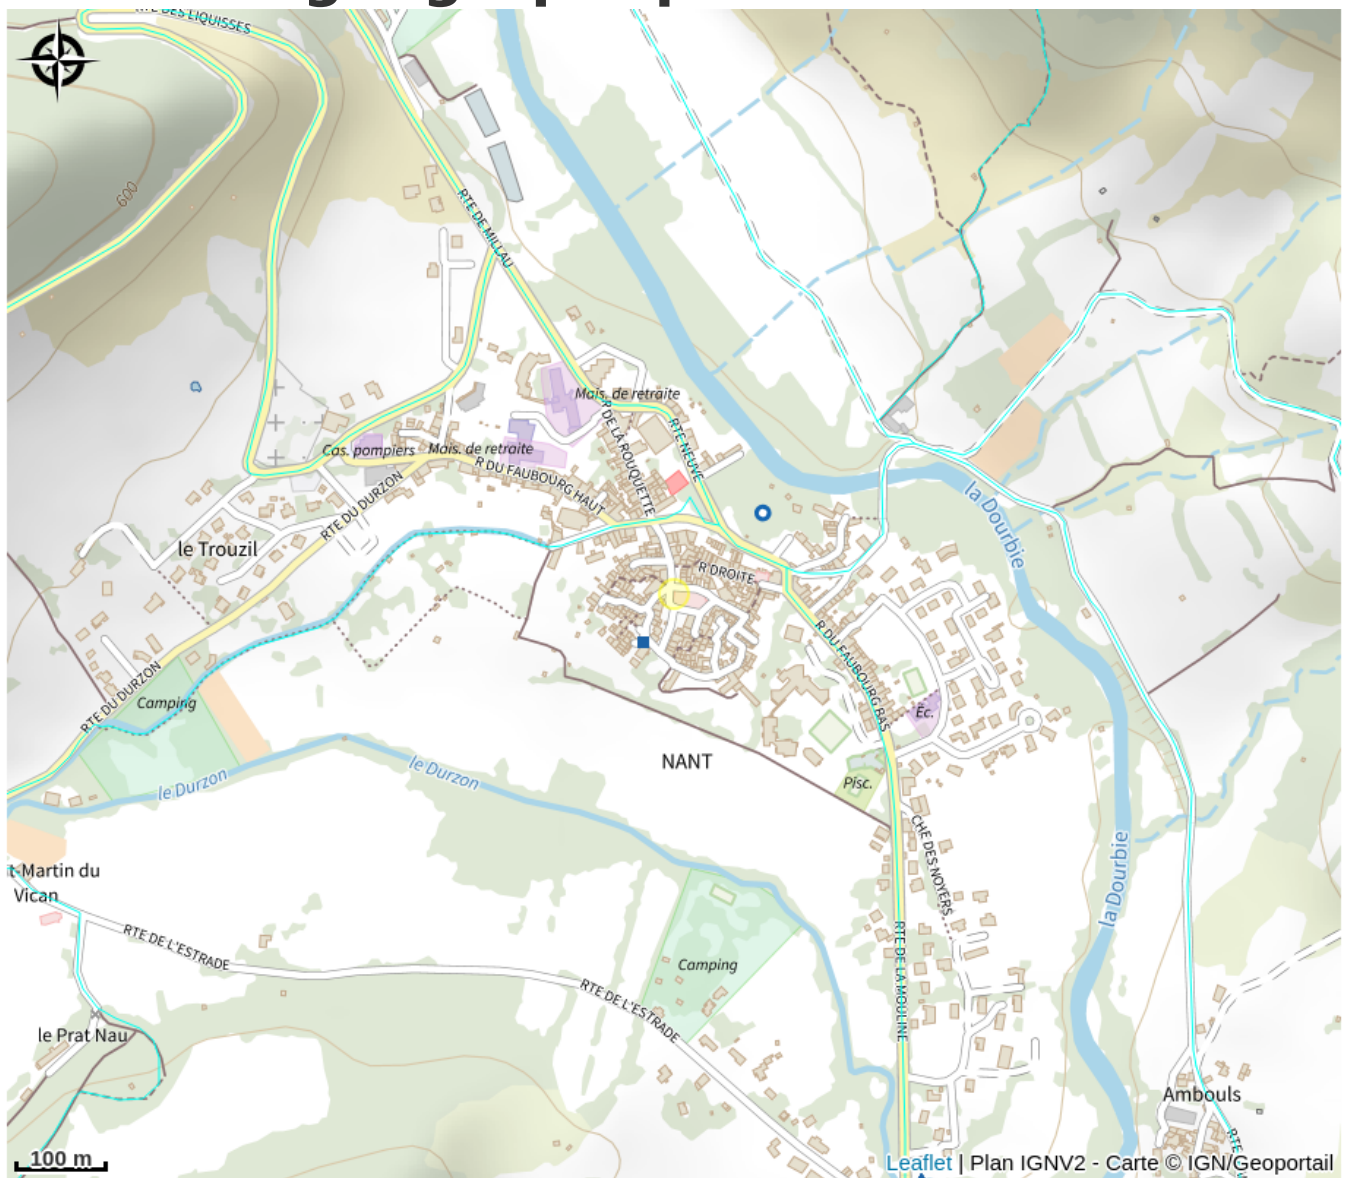 RTE DES LIQUISSES
600
RTE DE MILLAU
Mais. de retraite
R DE LA ROUQUETTE
RTE NEUVE
Cas. pompiers
Mais. de retraite
R DU FAUBOURG HAUT
RTE DU DURZON
la Dourbie
le Trouzil
R DROITE
R DU FAUBOURG BAS
RTE DU DURZON
Camping
Éc.
NANT
le Durzon
le Durzon
Pisc.
CHE DES NOYERS
la Dourbie
t-Martin du
Vican
RTE DE L'ESTRADE
Camping
RTE DE LA MOULINE
RTE DE L'ESTRADE
le Prat Nau
Ambouls
RTE
100 m
Leaflet | Plan IGNV2 - Carte © IGN/Geoportail